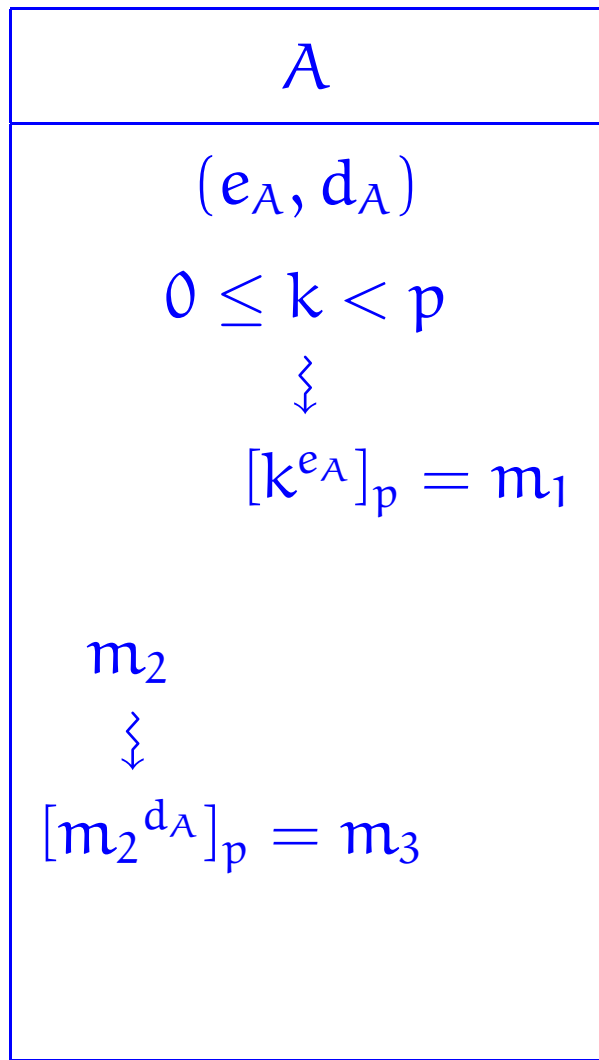 A
(e_A, d_A)
0 ≤ k < p
[k^{e_A}]_p = m_1
m_2
[m_2^{d_A}]_p = m_3